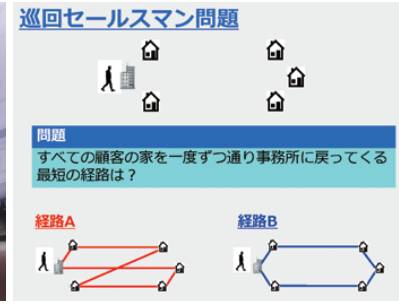 巡回セールスマン問題
問題
すべての顧客の家を一度ずつ通り事務所に戻ってくる
最短の経路は？
経路A
経路B